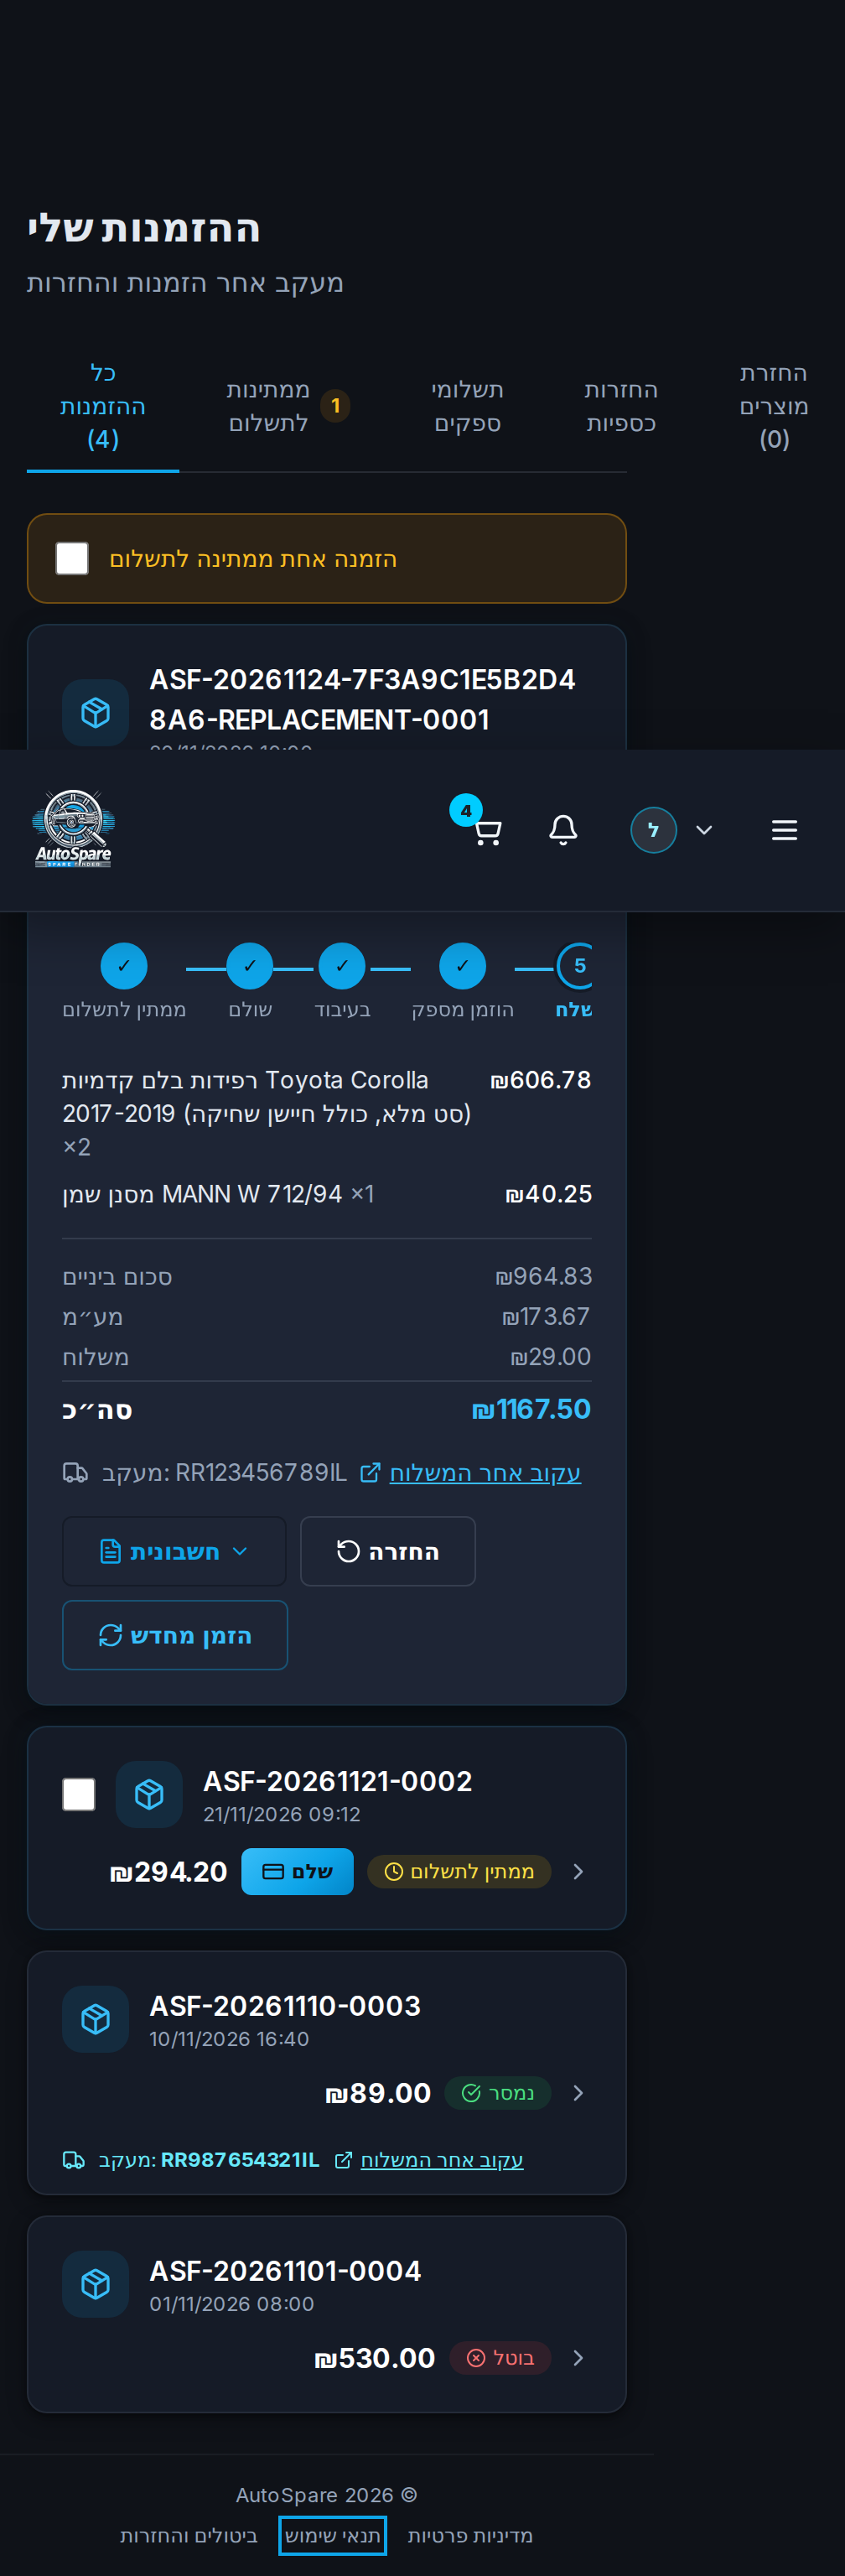 ההזמנות שלי
מעקב אחר הזמנות והחזרות
כל
ההזמנות
(4)
ממתינות
לתשלום
1
תשלומי
ספקים
החזרות
כספיות
החזרת
מוצרים
(0)
הזמנה אחת ממתינה לתשלום
ASF-20261124-7F3A9C1E5B2D4
8A6-REPLACEMENT-0001
AutoSpare
SPARE FINDER
4
ל
✓ ✓ ✓ ✓ 5
ממתין לתשלום שולם בעיבוד הוזמן מספק
רפידות בלם קדמיות Toyota Corolla ₪606.78
2017-2019 (סט מלא, כולל חיישן שחיקה)
×2
מסנן שמן MANN W 712/94 ×1 ₪40.25
סכום ביניים ₪964.83
מע״מ ₪173.67
משלוח ₪29.00
סה״כ ₪1167.50
מעקב: RR123456789IL עקוב אחר המשלוח
חשבונית
החזרה
הזמן מחדש
ASF-20261121-0002
21/11/2026 09:12
₪294.20 שלם ממתין לתשלום
ASF-20261110-0003
10/11/2026 16:40
₪89.00 נמסר
מעקב: RR987654321IL עקוב אחר המשלוח
ASF-20261101-0004
01/11/2026 08:00
₪530.00 בוטל
AutoSpare 2026 ©
ביטולים והחזרות תנאי שימוש מדיניות פרטיות